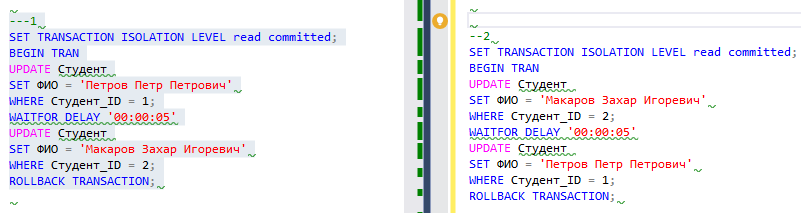 ---1
SET TRANSACTION ISOLATION LEVEL read committed;
BEGIN TRAN
UPDATE Студент
SET ФИО = 'Петров Петр Петрович'
WHERE Студент_ID = 1;
WAITFOR DELAY '00:00:05'
UPDATE Студент
SET ФИО = 'Макаров Захар Игоревич'
WHERE Студент_ID = 2;
ROLLBACK TRANSACTION;
--2
SET TRANSACTION ISOLATION LEVEL read committed;
BEGIN TRAN
UPDATE Студент
SET ФИО = 'Макаров Захар Игоревич'
WHERE Студент_ID = 2;
WAITFOR DELAY '00:00:05'
UPDATE Студент
SET ФИО = 'Петров Петр Петрович'
WHERE Студент_ID = 1;
ROLLBACK TRANSACTION;